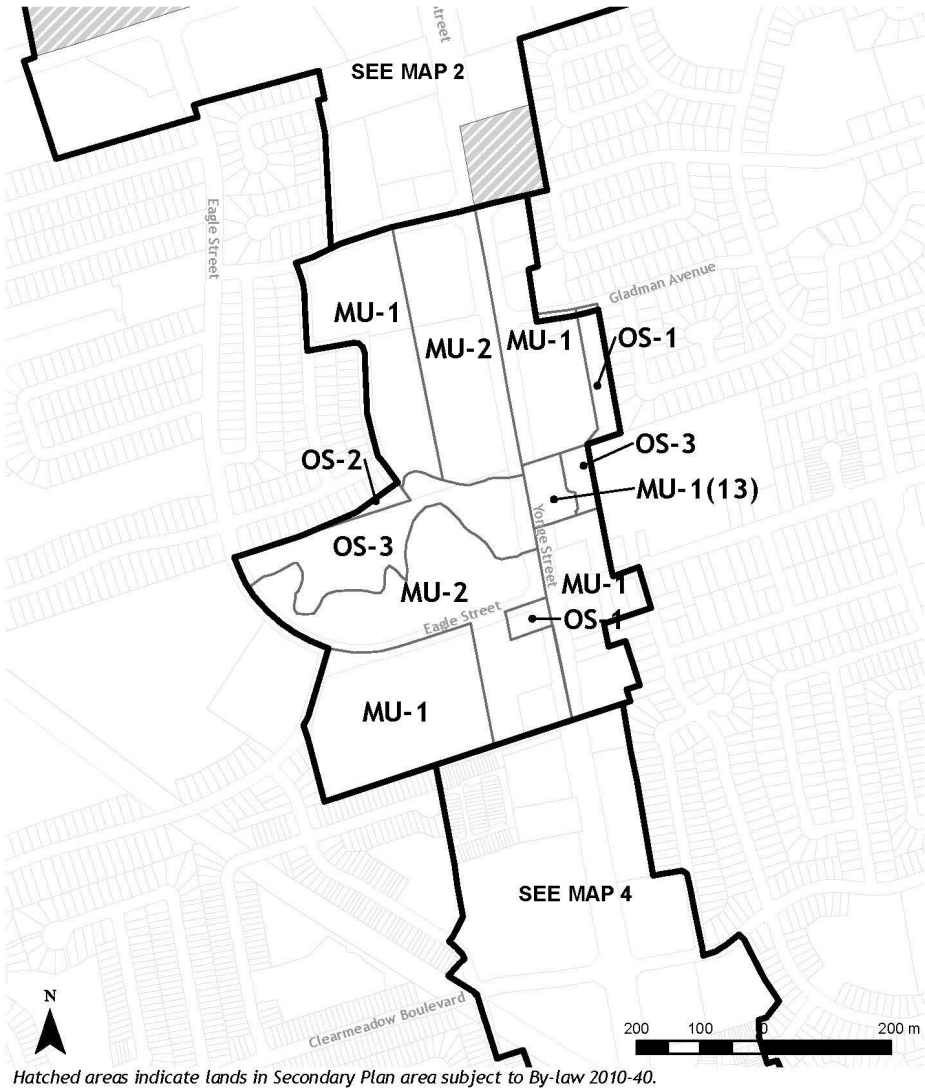 Street
SEE MAP 2
Eagle Street
Gladman Avenue
MU-1
MU-2
MU-1
OS-1
OS-2
OS-3
MU-1(13)
Yonge Street
OS-3
MU-2
MU-1
Eagle Street
OS-1
MU-1
SEE MAP 4
N
Clearmeadow Boulevard
200 100 0 200 m
Hatched areas indicate lands in Secondary Plan area subject to By-law 2010-40.